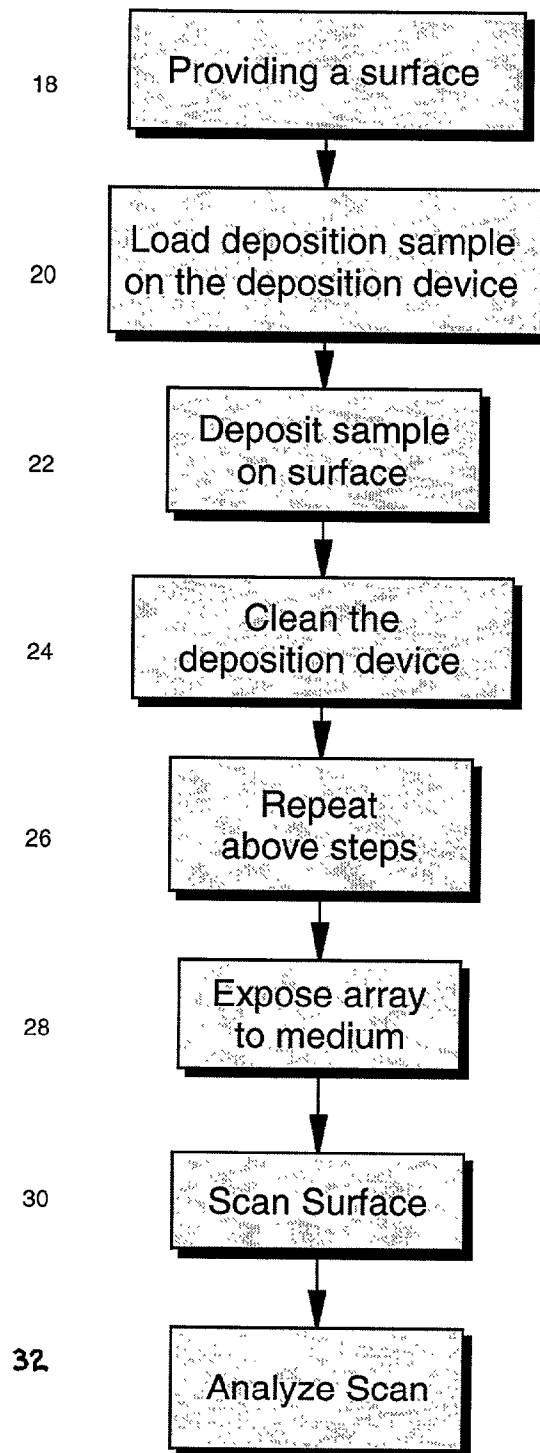 18
Providing a surface
20
Load deposition sample
on the deposition device
22
Deposit sample
on surface
24
Clean the
deposition device
26
Repeat
above steps
28
Expose array
to medium
30
Scan Surface
32
Analyze Scan